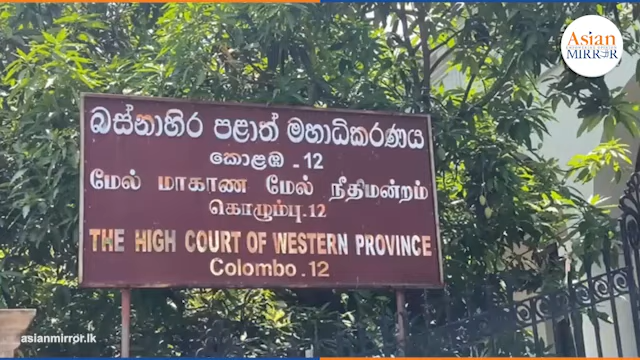 Asian
MIRROR
බස්නාහිර පළාත් මහාධිකරණය
කොළඹ - 12
மேல் மாகாண மேல் நீதிமன்றம்
கொழும்பு.12
THE HIGH COURT OF WESTERN PROVINCE
Colombo . 12
asianmirror.lk